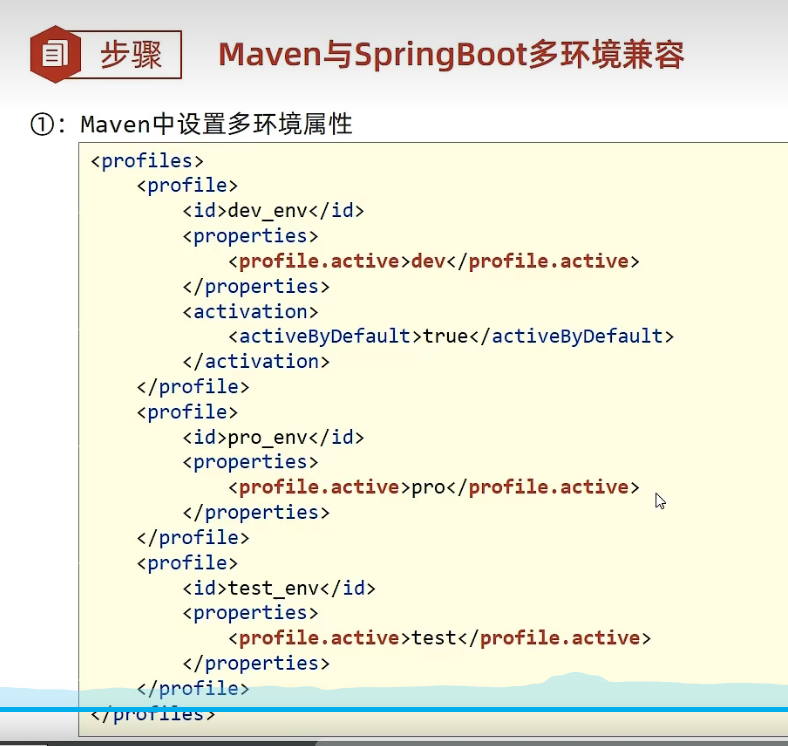 步骤
Maven与SpringBoot多环境兼容
①：Maven中设置多环境属性
<profiles>
<profile>
<id>dev_env</id>
<properties>
<profile.active>dev</profile.active>
</properties>
<activation>
<activeByDefault>true</activeByDefault>
</activation>
</profile>
<profile>
<id>pro_env</id>
<properties>
<profile.active>pro</profile.active>
</properties>
</profile>
<profile>
<id>test_env</id>
<properties>
<profile.active>test</profile.active>
</properties>
</profile>
</profiles>